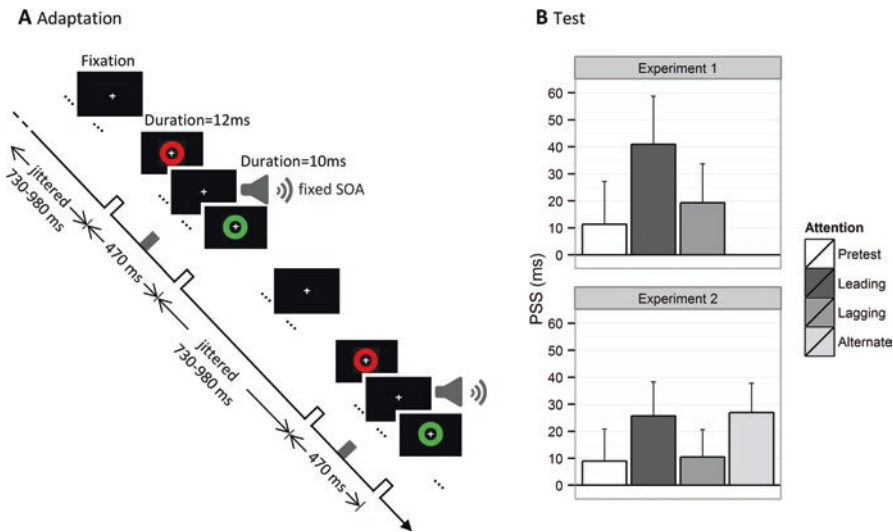 A Adaptation
Fixation
...
...
Duration=12ms
Duration=10ms
fixed SOA
...
...
...
...
...
...
...
jittered
730-980 ms
470 ms
jittered
730-980 ms
470 ms
B Test
Experiment 1
60
50
40
30
20
10
0
Experiment 2
60
50
40
30
20
10
0
PSS (ms)
Attention
Pretest
Leading
Lagging
Alternate